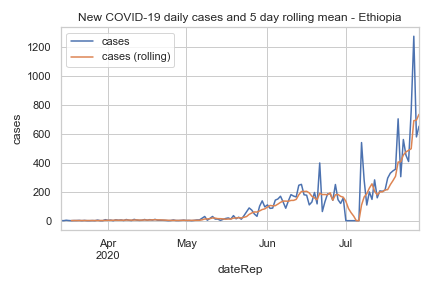 New COVID-19 daily cases and 5 day rolling mean - Ethiopia
cases
cases (rolling)
1200
1000
800
600
400
200
0
cases
Apr
2020
May
Jun
Jul
dateRep